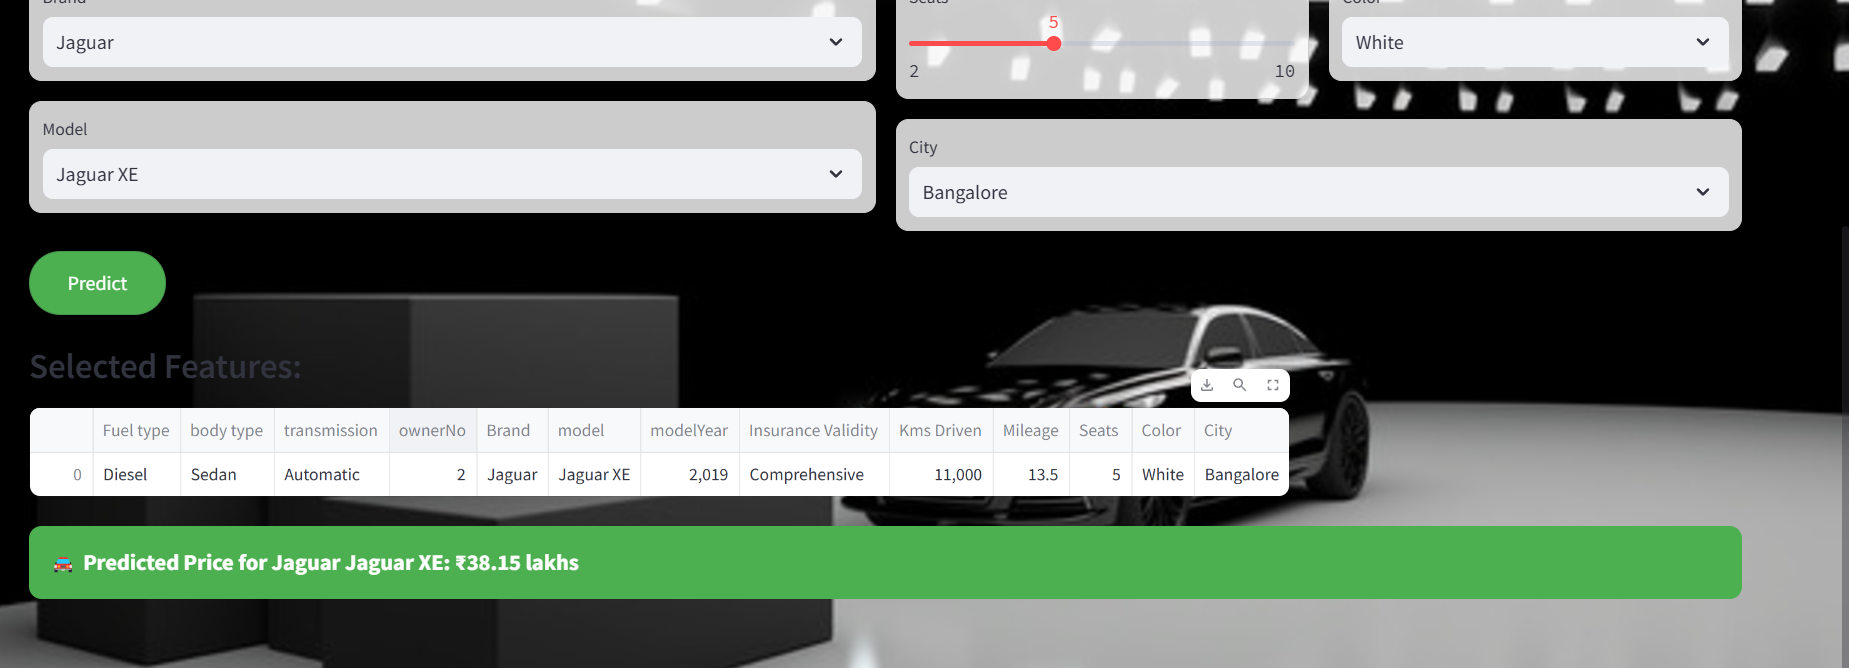 Brand
Jaguar
Model
Jaguar XE
Seats
5
2 10
Color
White
City
Bangalore
Predict
Selected Features:
Fuel type body type transmission ownerNo Brand model modelYear Insurance Validity Kms Driven Mileage Seats Color City
0 Diesel Sedan Automatic 2 Jaguar Jaguar XE 2,019 Comprehensive 11,000 13.5 5 White Bangalore
Predicted Price for Jaguar Jaguar XE: ₹38.15 lakhs